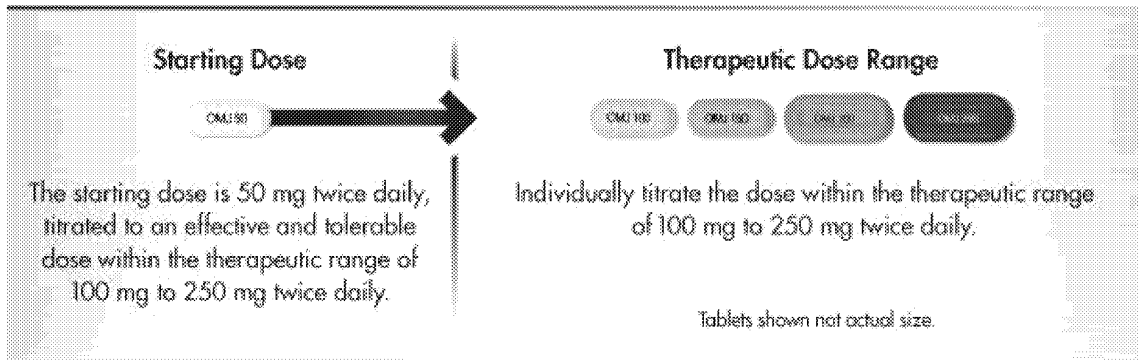 Starting Dose
OMJ 50
The starting dose is 50 mg twice daily,
titrated to an effective and tolerable
dose within the therapeutic range of
100 mg to 250 mg twice daily.
Therapeutic Dose Range
OMJ 100 OMJ 150
Individually titrate the dose within the therapeutic range
of 100 mg to 250 mg twice daily.
Tablets shown not actual size.